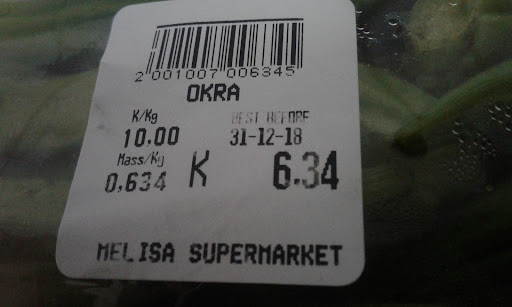 2 001007 006345
OKRA
K/Kg BEST BEFORE
10.00 31-12-18
Mass/Kg
0,634 K 6.34
MELISA SUPERMARKET